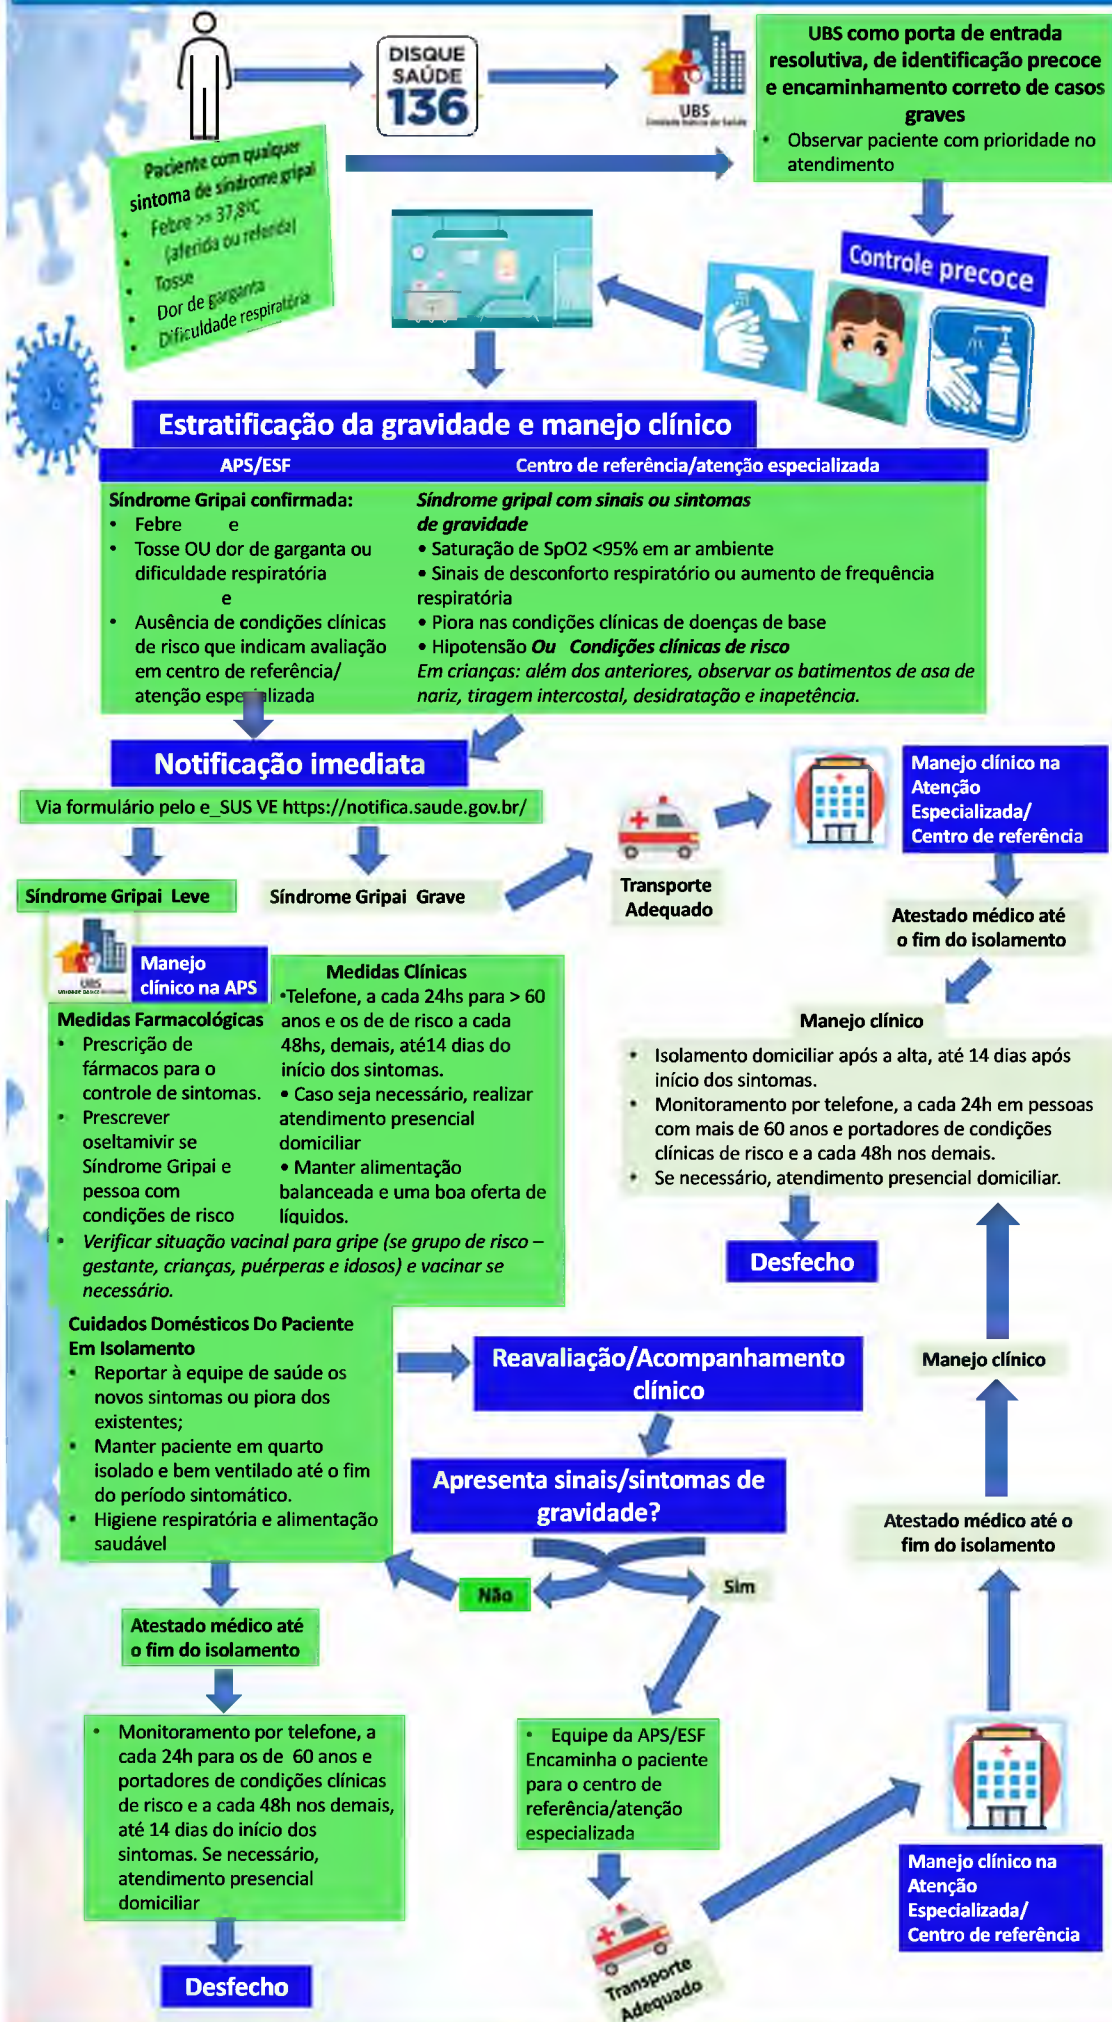 DISQUE
SAÚDE
136
UBS
Unidade Básica de Saúde
UBS como porta de entrada
resolutiva, de identificação precoce
e encaminhamento correto de casos
graves
• Observar paciente com prioridade no
atendimento
Paciente com qualquer
sintoma de síndrome gripal
• Febre >= 37,8ºC
• (aferida ou referida)
• Tosse
• Dor de garganta
• Dificuldade respiratória
Controle precoce
Estratificação da gravidade e manejo clínico
APS/ESF
Síndrome Gripai confirmada:
• Febre e
• Tosse OU dor de garganta ou
dificuldade respiratória
e
• Ausência de condições clínicas
de risco que indicam avaliação
em centro de referência/
atenção especializada
Centro de referência/atenção especializada
Síndrome gripal com sinais ou sintomas
de gravidade
• Saturação de SpO2 <95% em ar ambiente
• Sinais de desconforto respiratório ou aumento de frequência
respiratória
• Piora nas condições clínicas de doenças de base
• Hipotensão Ou Condições clínicas de risco
Em crianças: além dos anteriores, observar os batimentos de asa de
nariz, tiragem intercostal, desidratação e inapetência.
Notificação imediata
Via formulário pelo e_SUS VE https://notifica.saude.gov.br/
Síndrome Gripai Leve
Síndrome Gripai Grave
Transporte
Adequado
Manejo clínico na
Atenção
Especializada/
Centro de referência
Atestado médico até
o fim do isolamento
Manejo clínico
• Isolamento domiciliar após a alta, até 14 dias após
início dos sintomas.
• Monitoramento por telefone, a cada 24h em pessoas
com mais de 60 anos e portadores de condições
clínicas de risco e a cada 48h nos demais.
• Se necessário, atendimento presencial domiciliar.
Desfecho
UBS
Manejo
clínico na APS
Medidas Farmacológicas
• Prescrição de
fármacos para o
controle de sintomas.
• Prescrever
oseltamivir se
Síndrome Gripai e
pessoa com
condições de risco
Medidas Clínicas
•Telefone, a cada 24hs para > 60
anos e os de de risco a cada
48hs, demais, até14 dias do
início dos sintomas.
• Caso seja necessário, realizar
atendimento presencial
domiciliar
• Manter alimentação
balanceada e uma boa oferta de
líquidos.
• Verificar situação vacinal para gripe (se grupo de risco –
gestante, crianças, puérperas e idosos) e vacinar se
necessário.
Cuidados Domésticos Do Paciente
Em Isolamento
• Reportar à equipe de saúde os
novos sintomas ou piora dos
existentes;
• Manter paciente em quarto
isolado e bem ventilado até o fim
do período sintomático.
• Higiene respiratória e alimentação
saudável
Reavaliação/Acompanhamento
clínico
Apresenta sinais/sintomas de
gravidade?
Não
Sim
Atestado médico até
o fim do isolamento
• Monitoramento por telefone, a
cada 24h para os de 60 anos e
portadores de condições clínicas
de risco e a cada 48h nos demais,
até 14 dias do início dos
sintomas. Se necessário,
atendimento presencial
domiciliar
Desfecho
• Equipe da APS/ESF
Encaminha o paciente
para o centro de
referência/atenção
especializada
Transporte
Adequado
Manejo clínico na
Atenção
Especializada/
Centro de referência
Atestado médico até o
fim do isolamento
Manejo clínico